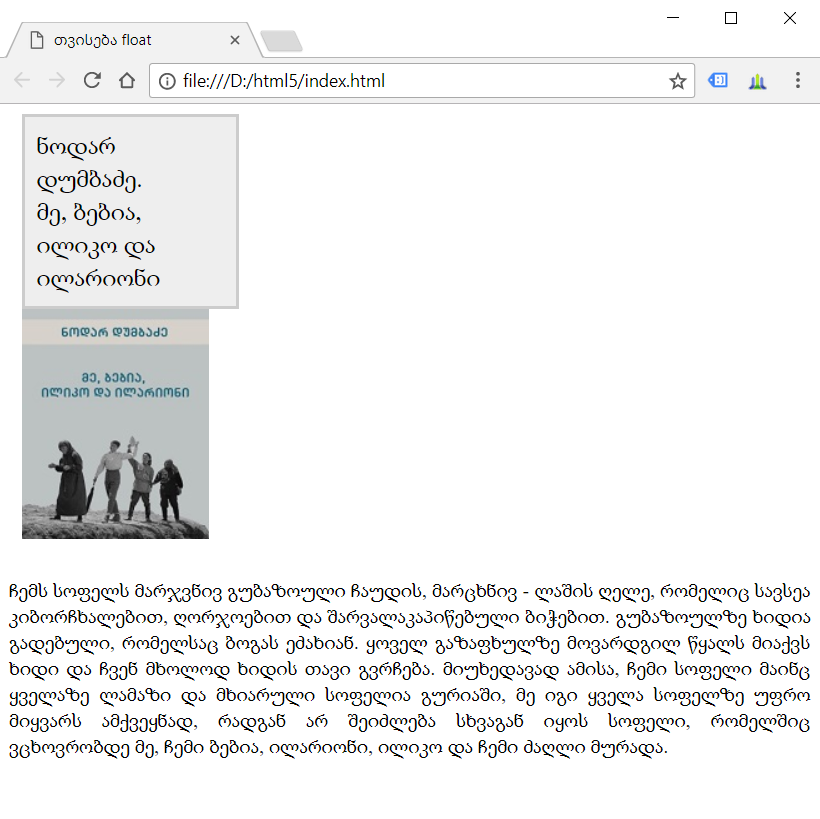 თვისება float
file:///D:/html5/index.html
ნოდარ
დუმბაძე.
მე, ბებია,
ილიკო და
ილარიონი
ნოდარ დუმბაძე
მე, ბებია,
ილიკო და ილარიონი
ჩემს სოფელს მარჯვნივ გუბაზოული ჩაუდის, მარცხნივ - ლაშის ღელე, რომელიც სავსეა
კიბორჩხალებით, ღორჯოებით და შარვალაკაპიწებული ბიჭებით. გუბაზოულზე ხიდია
გადებული, რომელსაც ბოგას ეძახიან. ყოველ გაზაფხულზე მოვარდგილ წყალს მიაქვს
ხიდი და ჩვენ მხოლოდ ხიდის თავი გვრჩება. მიუხედავად ამისა, ჩემი სოფელი მაინც
ყველაზე ლამაზი და მხიარული სოფელია გურიაში, მე იგი ყველა სოფელზე უფრო
მიყვარს ამქვეყნად, რადგან არ შეიძლება სხვაგან იყოს სოფელი, რომელშიც
ვცხოვრობდე მე, ჩემი ბებია, ილარიონი, ილიკო და ჩემი ძაღლი მურადა.